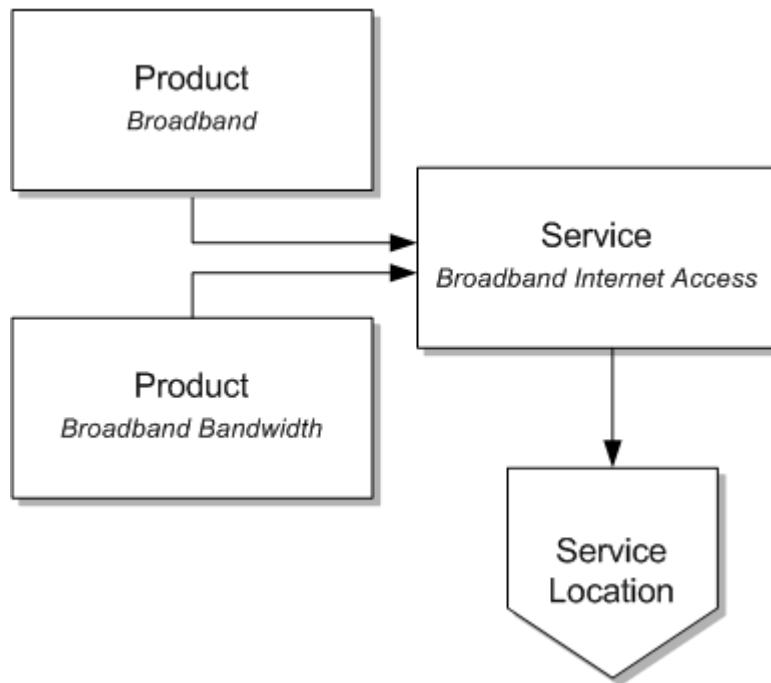 Product
Broadband
Service
Broadband Internet Access
Product
Broadband Bandwidth
Service
Location